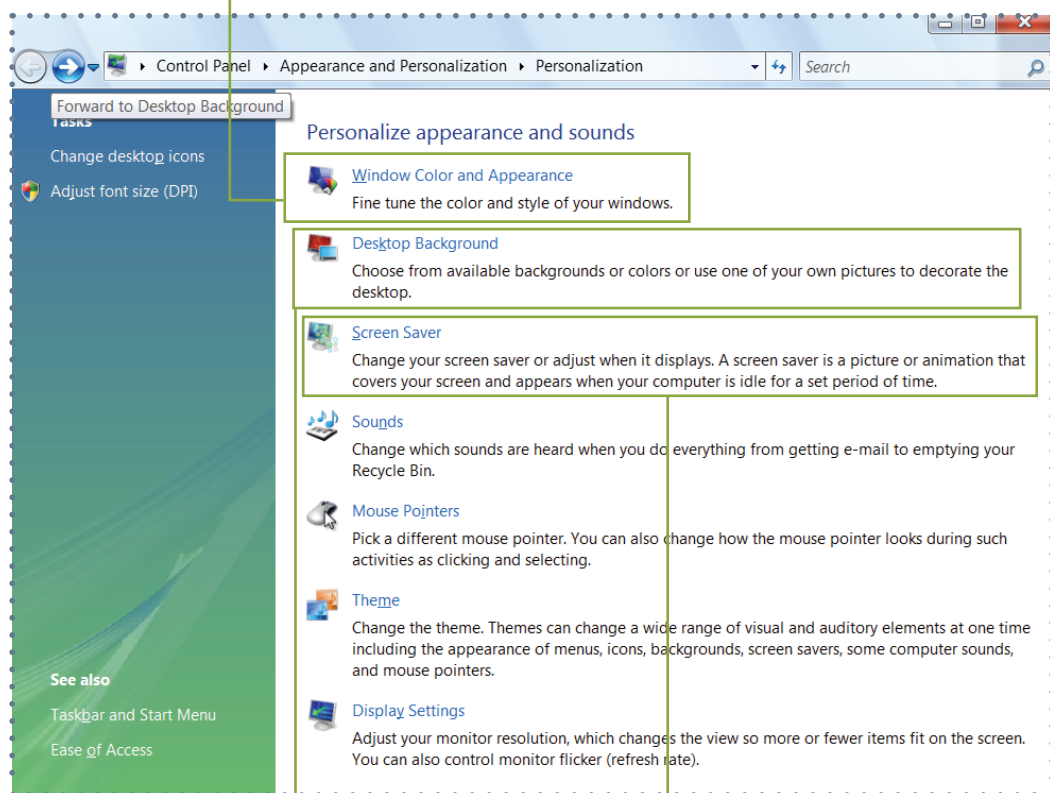 Control Panel
Appearance and Personalization
Personalization
Search
Forward to Desktop Background
Tasks
Change desktop icons
Adjust font size (DPI)
Personalize appearance and sounds
Window Color and Appearance
Fine tune the color and style of your windows.
Desktop Background
Choose from available backgrounds or colors or use one of your own pictures to decorate the
desktop.
Screen Saver
Change your screen saver or adjust when it displays. A screen saver is a picture or animation that
covers your screen and appears when your computer is idle for a set period of time.
Sounds
Change which sounds are heard when you do everything from getting e-mail to emptying your
Recycle Bin.
Mouse Pointers
Pick a different mouse pointer. You can also change how the mouse pointer looks during such
activities as clicking and selecting.
Theme
Change the theme. Themes can change a wide range of visual and auditory elements at one time
including the appearance of menus, icons, backgrounds, screen savers, some computer sounds,
and mouse pointers.
Display Settings
Adjust your monitor resolution, which changes the view so more or fewer items fit on the screen.
You can also control monitor flicker (refresh rate).
See also
Taskbar and Start Menu
Ease of Access